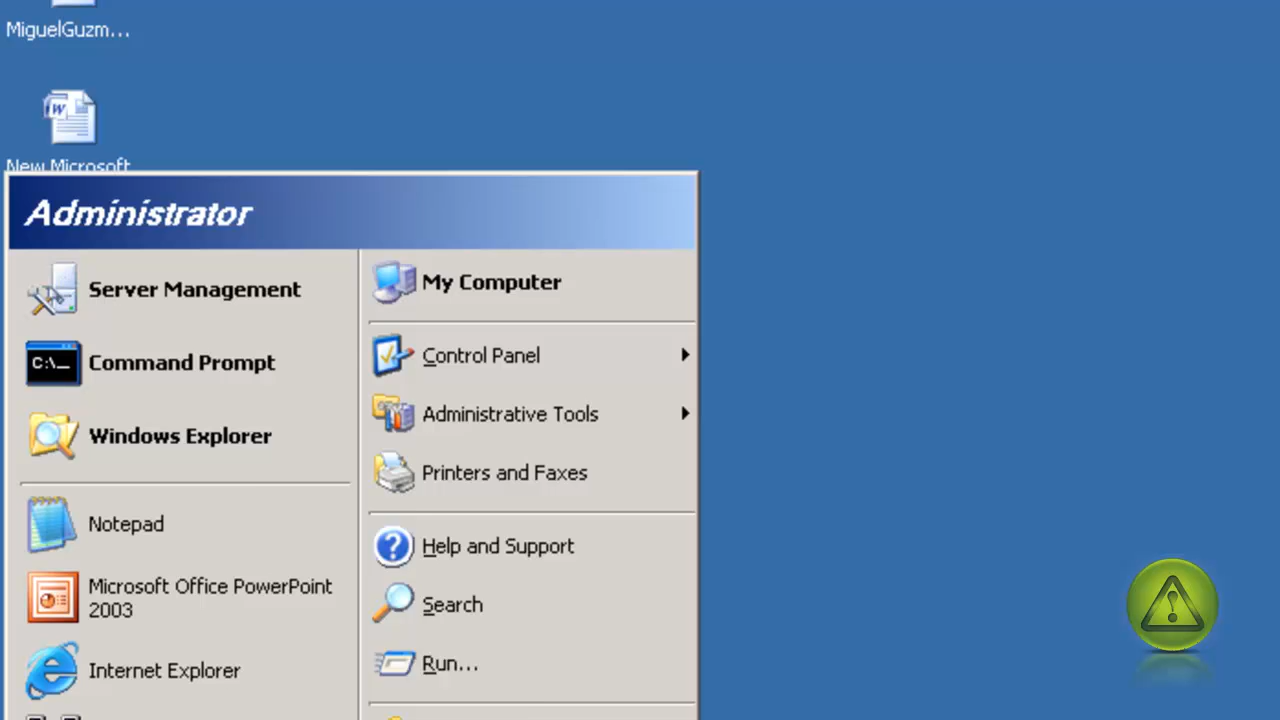 MiguelGuzm...
New Microsoft
Administrator
Server Management
Command Prompt
Windows Explorer
Notepad
Microsoft Office PowerPoint
2003
Internet Explorer
My Computer
Control Panel
Administrative Tools
Printers and Faxes
Help and Support
Search
Run...
C:\_